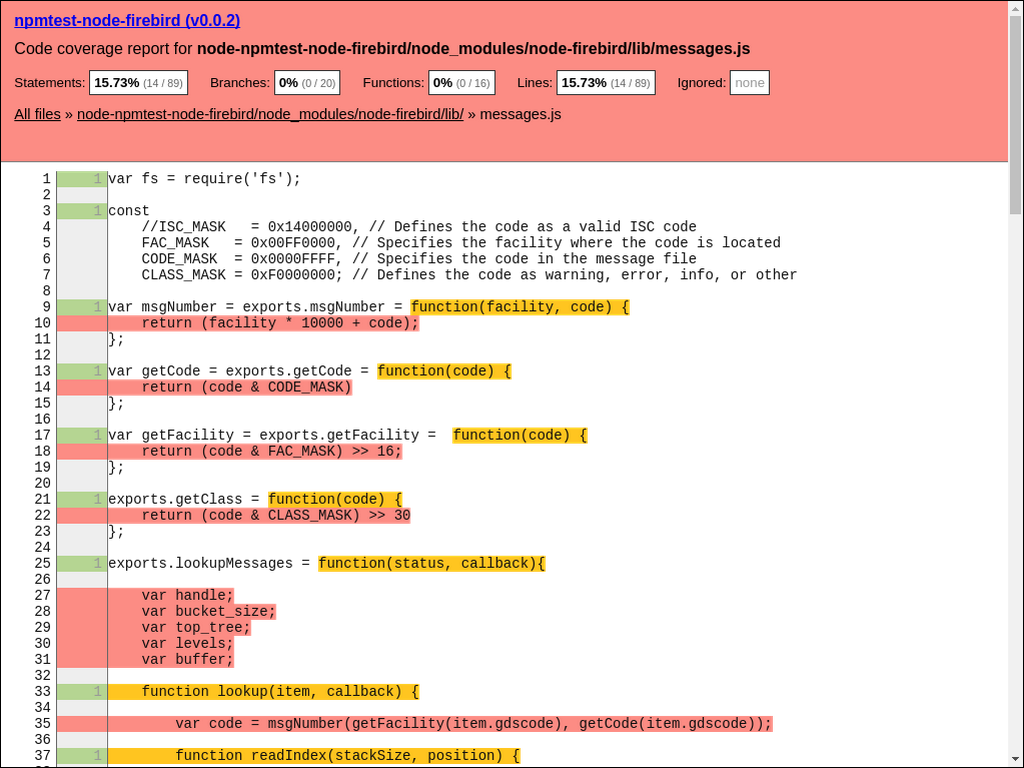 npmtest-node-firebird (v0.0.2)
Code coverage report for node-npmtest-node-firebird/node_modules/node-firebird/lib/messages.js
Statements: 15.73% (14 / 89) Branches: 0% (0 / 20) Functions: 0% (0 / 16) Lines: 15.73% (14 / 89) Ignored: none
All files » node-npmtest-node-firebird/node_modules/node-firebird/lib/ » messages.js
1 1 var fs = require('fs');
2
3 1 const
4 //ISC_MASK   = 0x14000000, // Defines the code as a valid ISC code
5 FAC_MASK   = 0x00FF0000, // Specifies the facility where the code is located
6 CODE_MASK  = 0x0000FFFF, // Specifies the code in the message file
7 CLASS_MASK = 0xF0000000; // Defines the code as warning, error, info, or other
8
9 1 var msgNumber = exports.msgNumber = function(facility, code) {
10 return (facility * 10000 + code);
11 };
12
13 1 var getCode = exports.getCode = function(code) {
14 return (code & CODE_MASK)
15 };
16
17 1 var getFacility = exports.getFacility =  function(code) {
18 return (code & FAC_MASK) >> 16;
19 };
20
21 1 exports.getClass = function(code) {
22 return (code & CLASS_MASK) >> 30
23 };
24
25 1 exports.lookupMessages = function(status, callback){
26
27 var handle;
28 var bucket_size;
29 var top_tree;
30 var levels;
31 var buffer;
32
33 1 function lookup(item, callback) {
34
35 var code = msgNumber(getFacility(item.gdscode), getCode(item.gdscode));
36
37 1 function readIndex(stackSize, position) {